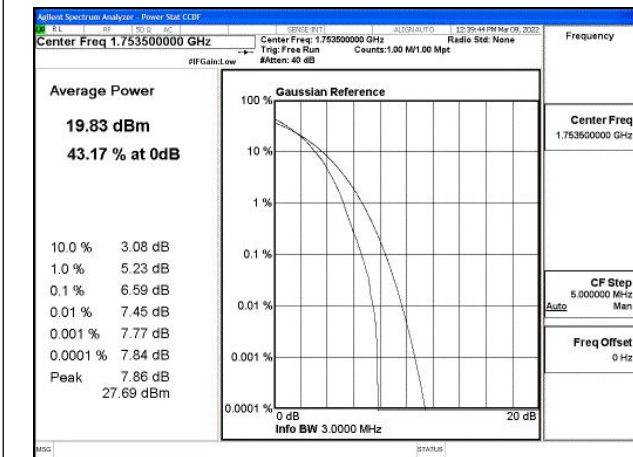 Agilent Spectrum Analyzer - Power Stat CCDF
RL RF 50 Ω AC SENSE:INT ALIGNAUTO 12:39:44 PM Mar 09, 2022
Center Freq 1.753500000 GHz
Center Freq: 1.753500000 GHz Radio Std: None
Trig: Free Run Counts:1.00 M/1.00 Mpt
#IFGain:Low #Atten: 40 dB
Frequency
Average Power
19.83 dBm
43.17 % at 0dB
10.0 % 3.08 dB
1.0 % 5.23 dB
0.1 % 6.59 dB
0.01 % 7.45 dB
0.001 % 7.77 dB
0.0001 % 7.84 dB
Peak 7.86 dB
27.69 dBm
Gaussian Reference
100 %
10 %
1 %
0.1 %
0.01 %
0.001 %
0.0001 %
0 dB 20 dB
Info BW 3.0000 MHz
Center Freq
1.753500000 GHz
CF Step
5.000000 MHz
Auto Man
Freq Offset
0 Hz
MSG STATUS